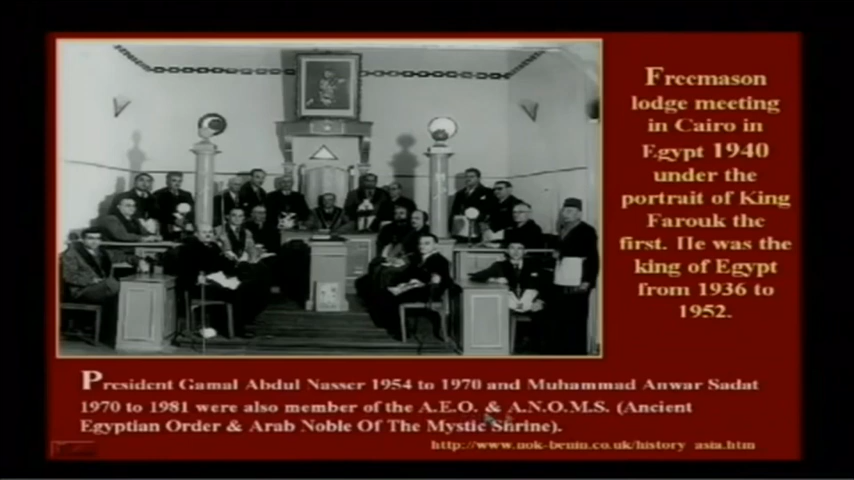 Freemason
lodge meeting
in Cairo in
Egypt 1940
under the
portrait of King
Farouk the
first. He was the
king of Egypt
from 1936 to
1952.
President Gamal Abdul Nasser 1954 to 1970 and Muhammad Anwar Sadat
1970 to 1981 were also member of the A.E.O. & A.N.O.M.S. (Ancient
Egyptian Order & Arab Noble Of The Mystic Shrine).
http://www.nok-benin.co.uk/history_asia.htm